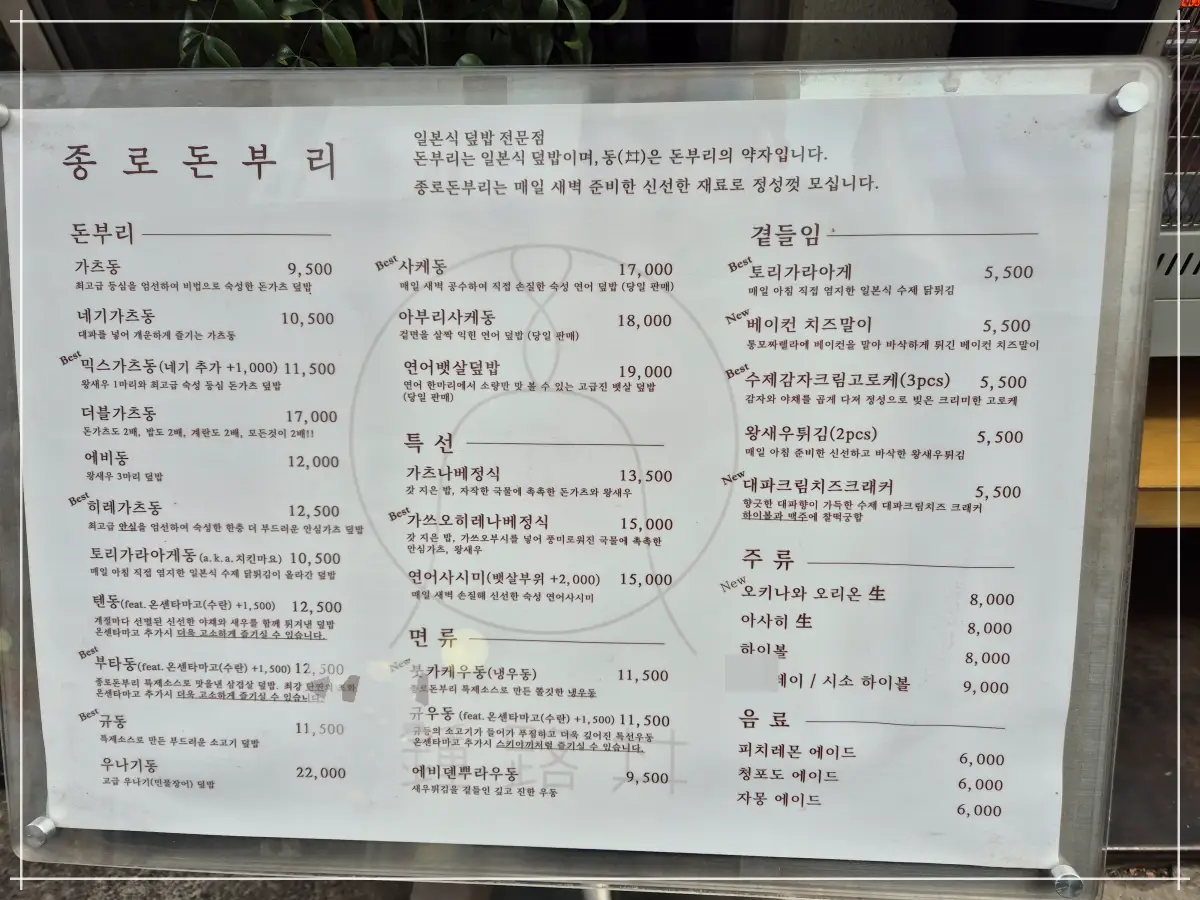 종로돈부리
일본식 덮밥 전문점
돈부리는 일본식 덮밥이며, 동(丼)은 돈부리의 약자입니다.
종로돈부리는 매일 새벽 준비한 신선한 재료로 정성껏 모십니다.
돈부리
가츠동 9,500
최고급 등심을 엄선하여 비법으로 숙성한 돈가츠 덮밥
네기가츠동 10,500
대파를 넣어 개운하게 즐기는 가츠동
Best 믹스가츠동(네기 추가 +1,000) 11,500
왕새우 1마리와 최고급 숙성 등심 돈가츠 덮밥
더블가츠동 17,000
돈가츠도 2배, 밥도 2배, 계란도 2배, 모든것이 2배!!
에비동 12,000
왕새우 3마리 덮밥
Best 히레가츠동 12,500
최고급 안심을 엄선하여 숙성한 한층 더 부드러운 안심가츠 덮밥
토리가라아게동(a.k.a.치킨마요) 10,500
매일 아침 직접 염지한 일본식 수제 닭튀김이 올라간 덮밥
텐동(feat.온센타마고(수란) +1,500) 12,500
계절마다 선별된 신선한 야채와 새우를 함께 튀겨낸 덮밥
온센타마고 추가시 더욱 고소하게 즐기실 수 있습니다.
Best 부타동(feat.온센타마고(수란) +1,500) 12,500
종로돈부리 특제소스로 맛을낸 삼겹살 덮밥. 최강
온센타마고 추가시 더욱 고소하게 즐기실 수 있습니다.
Best 규동 11,500
특제소스로 만든 부드러운 소고기 덮밥
우나기동 22,000
고급 우나기(민물장어) 덮밥
Best 사케동 17,000
매일 새벽 공수하여 직접 손질한 숙성 연어 덮밥 (당일 판매)
아부리사케동 18,000
겉면을 살짝 익힌 연어 덮밥 (당일 판매)
연어뱃살덮밥 19,000
연어 한마리에서 소량만 맛 볼 수 있는 고급진 뱃살 덮밥
(당일 판매)
특선
가츠나베정식 13,500
갓 지은 밥, 자작한 국물에 촉촉한 돈가츠와 왕새우
Best 가쓰오히레나베정식 15,000
갓 지은 밥, 가쓰오부시를 넣어 풍미로워진 국물에 촉촉한
안심가츠, 왕새우
연어사시미(뱃살부위 +2,000) 15,000
매일 새벽 손질해 신선한 숙성 연어사시미
면류
New 붓카케우동(냉우동) 11,500
종로돈부리 특제소스로 만든 쫄깃한 냉우동
규우동 (feat.온센타마고(수란) +1,500) 11,500
규동의 소고기가 들어가 푸짐하고 더욱 깊어진 특선우동
온센타마고 추가시 스키야끼처럼 즐기실 수 있습니다.
에비덴뿌라우동 9,500
새우튀김을 곁들인 깊고 진한 우동
곁들임
Best 토리가라아게 5,500
매일 아침 직접 염지한 일본식 수제 닭튀김
New 베이컨 치즈말이 5,500
통모짜렐라에 베이컨을 말아 바삭하게 튀긴 베이컨 치즈말이
Best 수제감자크림고로케(3pcs) 5,500
감자와 야채를 곱게 다져 정성으로 빚은 크리미한 고로케
왕새우튀김(2pcs) 5,500
매일 아침 준비한 신선하고 바삭한 왕새우튀김
New 대파크림치즈크래커 5,500
향긋한 대파향이 가득한 수제 대파크림치즈 크래커
하이볼과 맥주에 찰떡궁합
주류
New 오키나와 오리온 生 8,000
아사히 生 8,000
하이볼 8,000
/ 시소 하이볼 9,000
음료
피치레몬 에이드 6,000
청포도 에이드 6,000
자몽 에이드 6,000